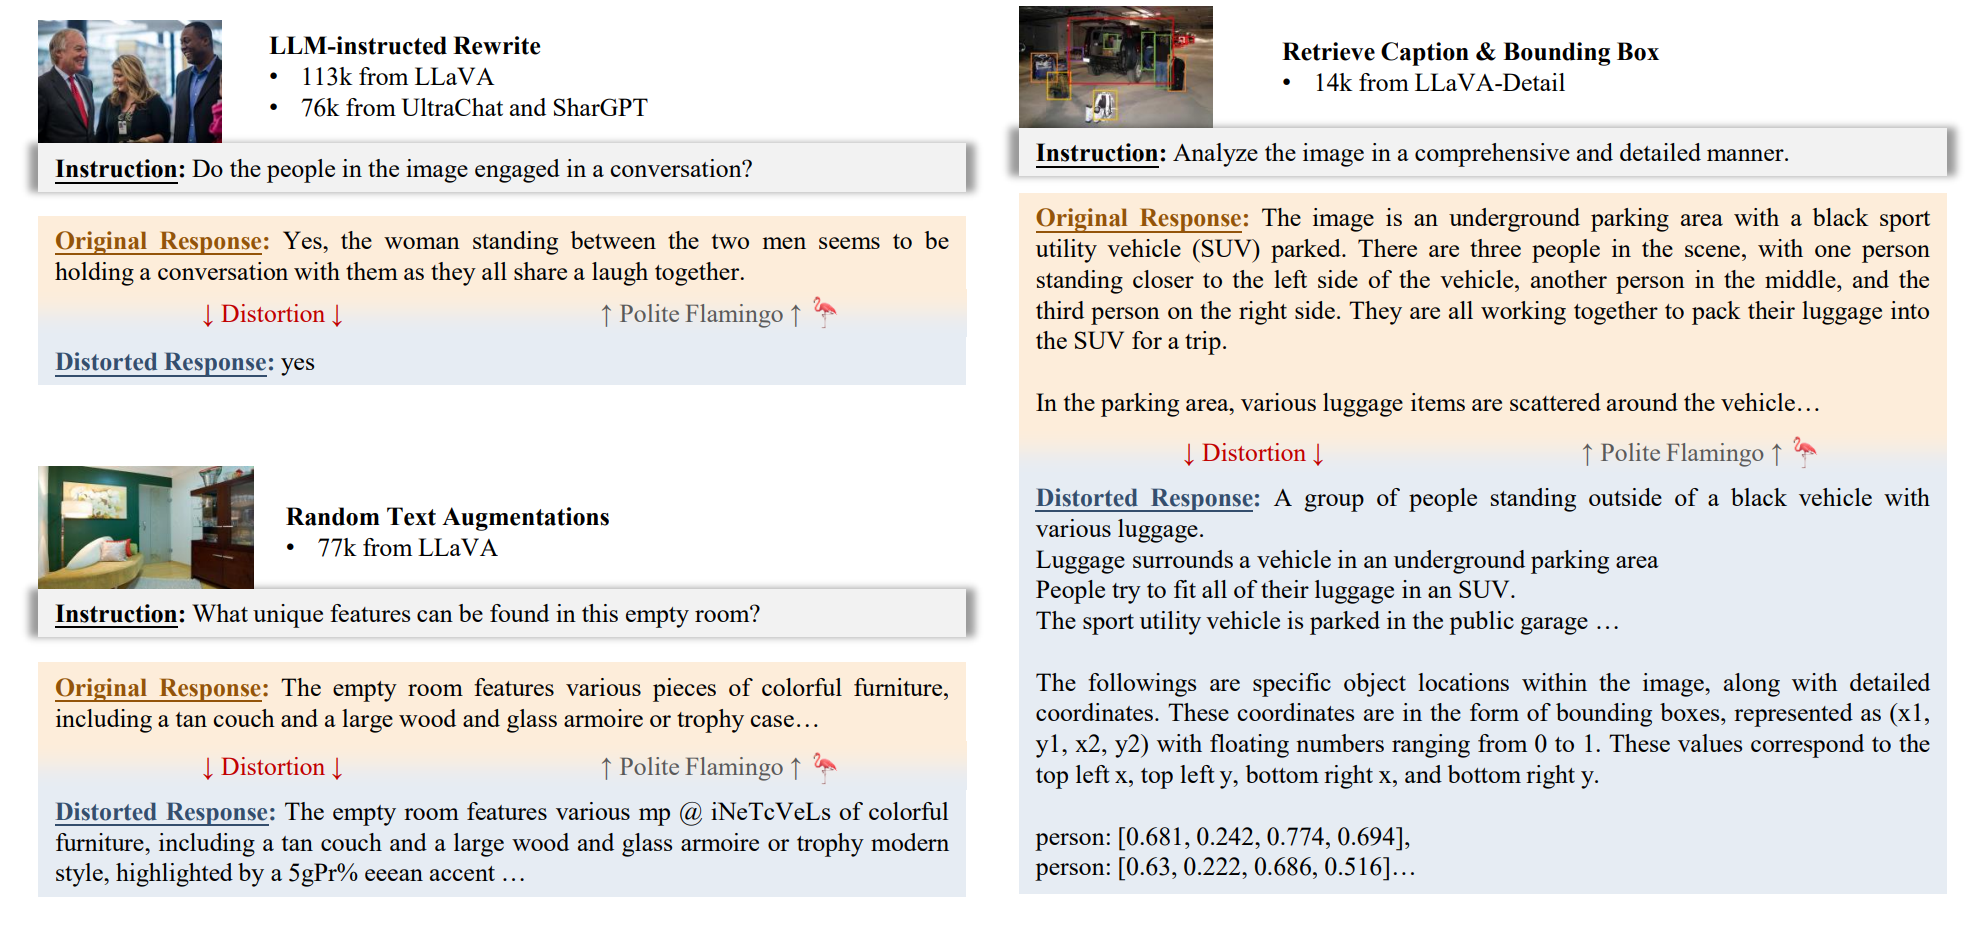 LLM-instructed Rewrite
• 113k from LLaVA
• 76k from UltraChat and SharGPT
Instruction: Do the people in the image engaged in a conversation?
Original Response: Yes, the woman standing between the two men seems to be
holding a conversation with them as they all share a laugh together.
↓ Distortion ↓ ↑ Polite Flamingo ↑
Distorted Response: yes
Random Text Augmentations
• 77k from LLaVA
Instruction: What unique features can be found in this empty room?
Original Response: The empty room features various pieces of colorful furniture,
including a tan couch and a large wood and glass armoire or trophy case…
↓ Distortion ↓ ↑ Polite Flamingo ↑
Distorted Response: The empty room features various mp @ iNeTcVeLs of colorful
furniture, including a tan couch and a large wood and glass armoire or trophy modern
style, highlighted by a 5gPr% eeean accent …
Retrieve Caption & Bounding Box
• 14k from LLaVA-Detail
Instruction: Analyze the image in a comprehensive and detailed manner.
Original Response: The image is an underground parking area with a black sport
utility vehicle (SUV) parked. There are three people in the scene, with one person
standing closer to the left side of the vehicle, another person in the middle, and the
third person on the right side. They are all working together to pack their luggage into
the SUV for a trip.
In the parking area, various luggage items are scattered around the vehicle…
↓ Distortion ↓ ↑ Polite Flamingo ↑
Distorted Response: A group of people standing outside of a black vehicle with
various luggage.
Luggage surrounds a vehicle in an underground parking area
People try to fit all of their luggage in an SUV.
The sport utility vehicle is parked in the public garage …
The followings are specific object locations within the image, along with detailed
coordinates. These coordinates are in the form of bounding boxes, represented as (x1,
y1, x2, y2) with floating numbers ranging from 0 to 1. These values correspond to the
top left x, top left y, bottom right x, and bottom right y.
person: [0.681, 0.242, 0.774, 0.694],
person: [0.63, 0.222, 0.686, 0.516]…